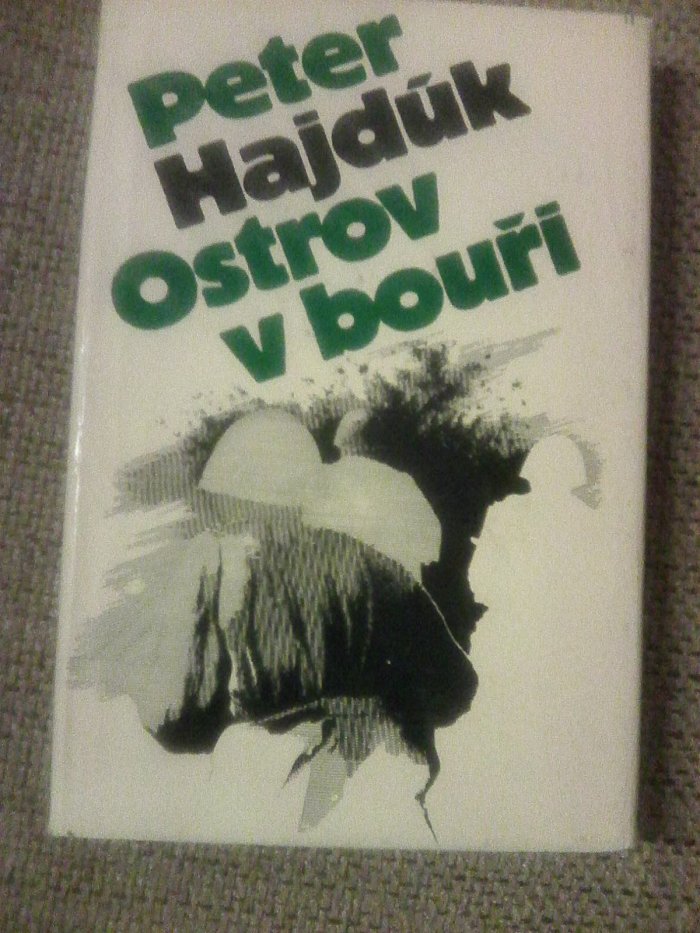 Peter
Hajdúk
Ostrov
v bouři